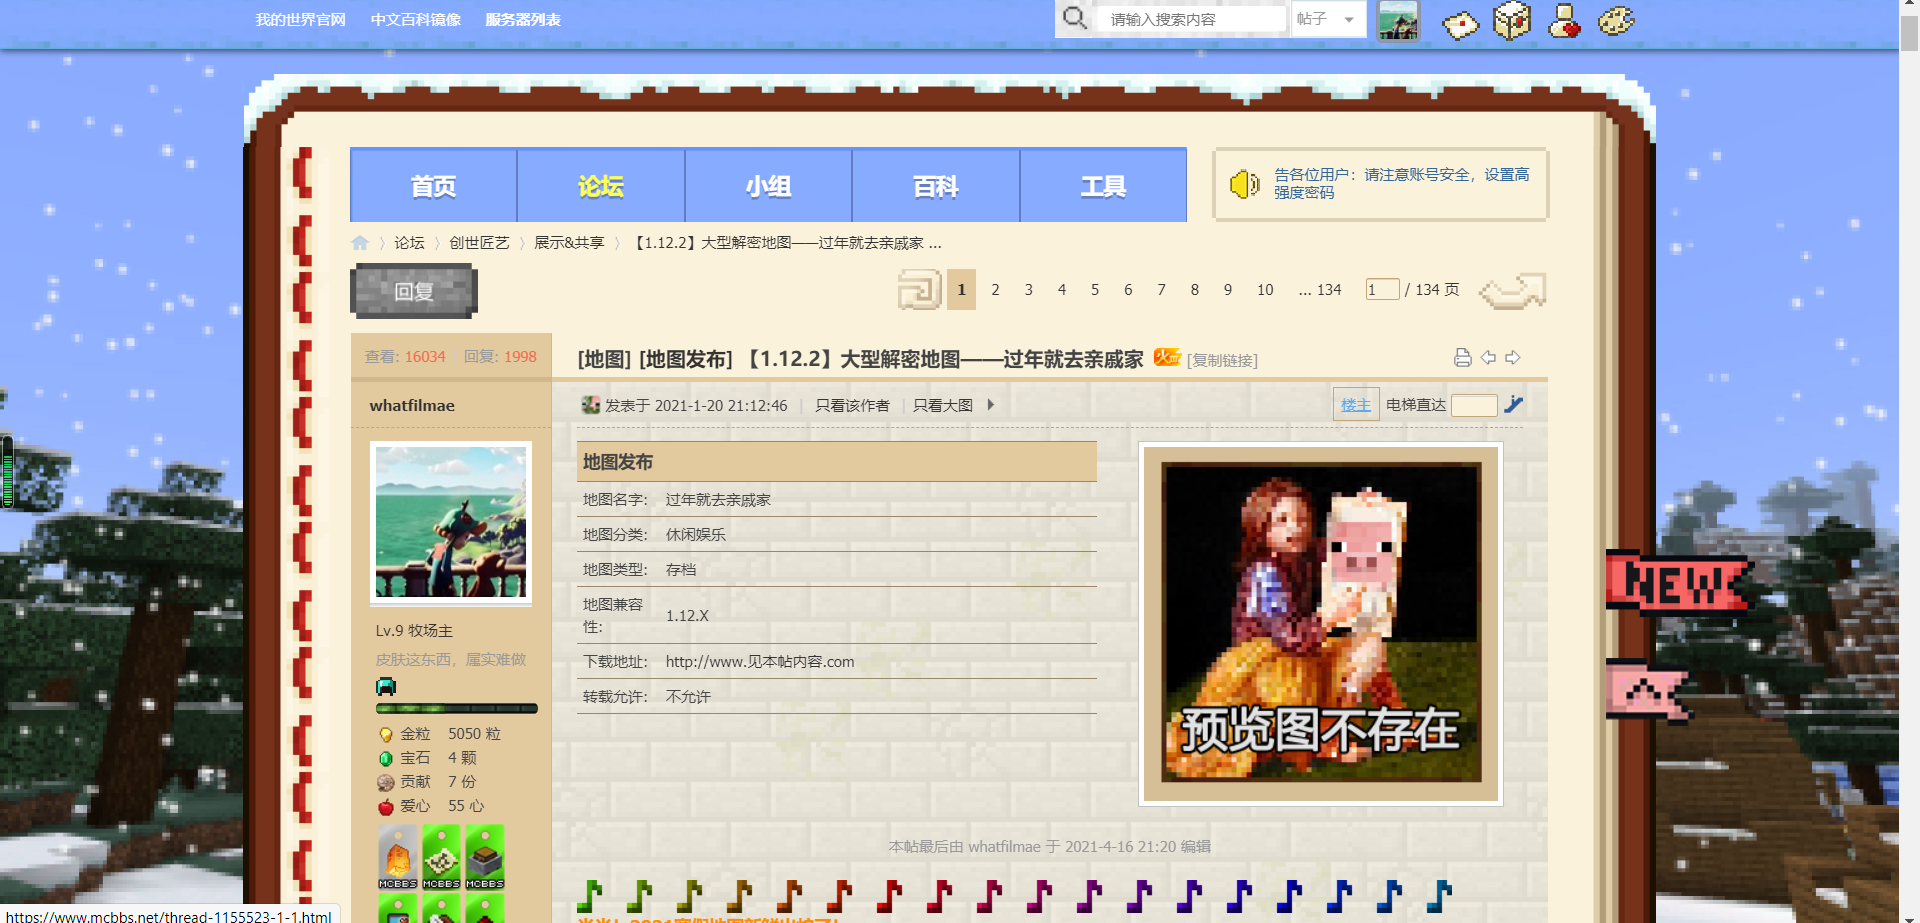 我的世界官网 中文百科镜像 服务器列表
请输入搜索内容 帖子
首页 论坛 小组 百科 工具
告各位用户：请注意账号安全，设置高
强度密码
论坛 创世匠艺 展示&共享 【1.12.2】大型解密地图——过年就去亲戚家 ...
回复
1 2 3 4 5 6 7 8 9 10 ... 134 1 / 134 页
查看: 16034 回复: 1998
[地图] [地图发布] 【1.12.2】大型解密地图——过年就去亲戚家 [复制链接]
whatfilmae
发表于 2021-1-20 21:12:46 只看该作者 只看大图
楼主 电梯直达
地图发布
地图名字: 过年就去亲戚家
地图分类: 休闲娱乐
地图类型: 存档
地图兼容
性: 1.12.X
下载地址: http://www.见本帖内容.com
转载允许: 不允许
预览图不存在
NEW
Lv.9 牧场主
皮肤这东西，属实难做
金粒 5050 粒
宝石 4 颗
贡献 7 份
爱心 55 心
MCBBS MCBBS MCBBS
本帖最后由 whatfilmae 于 2021-4-16 21:20 编辑
https://www.mcbbs.net/thread-1155523-1-1.html